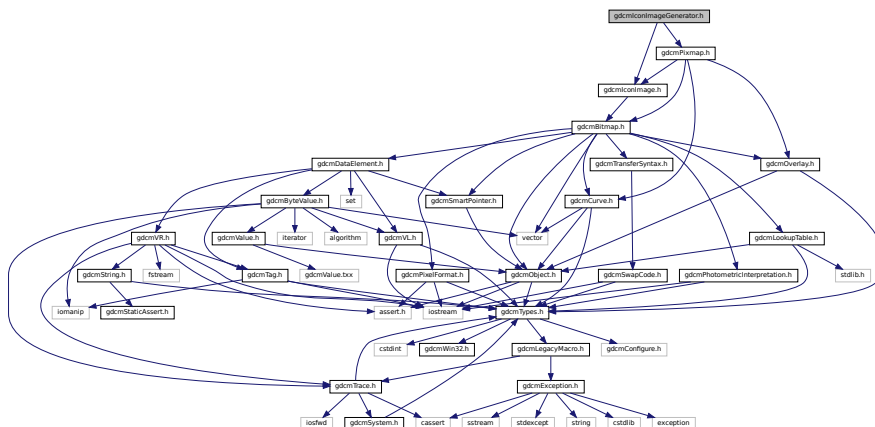 gdcmIconImageGenerator.h
gdcmPixmap.h
gdcmIconImage.h
gdcmBitmap.h
gdcmDataElement.h
gdcmTransferSyntax.h
gdcmOverlay.h
gdcmByteValue.h
set
gdcmSmartPointer.h
gdcmCurve.h
gdcmVR.h
gdcmValue.h
iterator
algorithm
gdcmVL.h
vector
gdcmLookupTable.h
gdcmString.h
fstream
gdcmTag.h
gdcmValue.txx
gdcmPixelFormat.h
gdcmObject.h
gdcmSwapCode.h
gdcmPhotometricInterpretation.h
stdlib.h
iomanip
gdcmStaticAssert.h
assert.h
iostream
gdcmTypes.h
cstdint
gdcmWin32.h
gdcmLegacyMacro.h
gdcmConfigure.h
gdcmTrace.h
gdcmException.h
iosfwd
gdcmSystem.h
cassert
sstream
stdexcept
string
cstdlib
exception